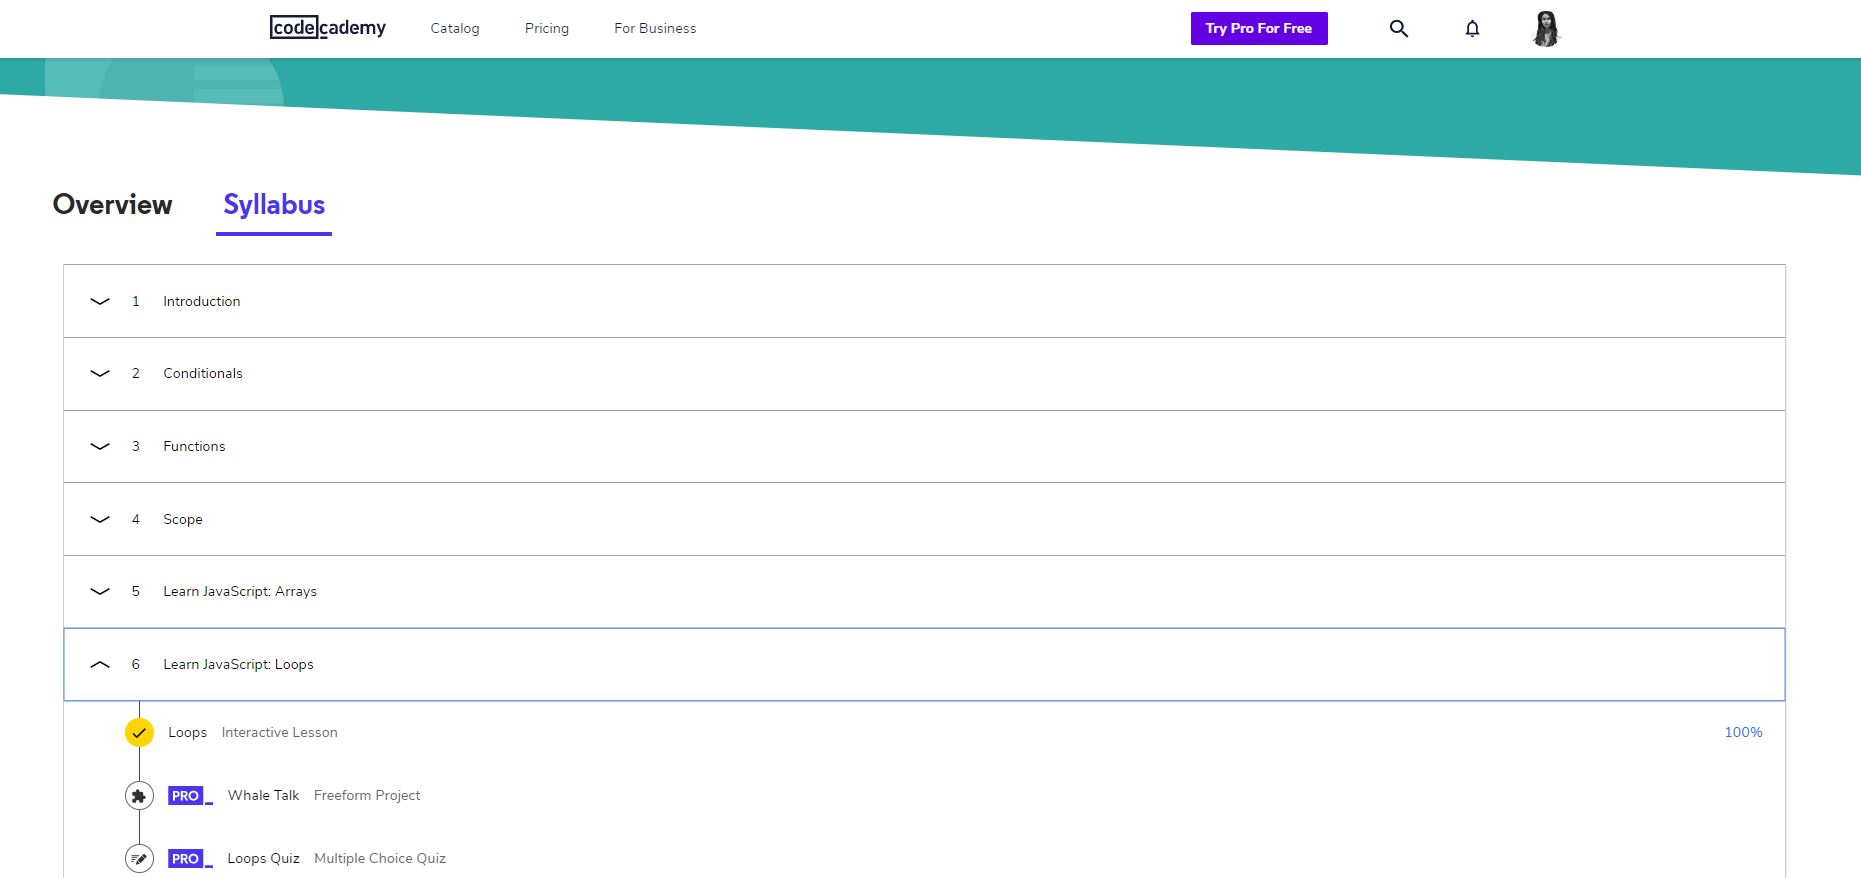 codecademy Catalog Pricing For Business Try Pro For Free
Overview Syllabus
1 Introduction
2 Conditionals
3 Functions
4 Scope
5 Learn JavaScript: Arrays
6 Learn JavaScript: Loops
Loops Interactive Lesson 100%
PRO_ Whale Talk Freeform Project
PRO_ Loops Quiz Multiple Choice Quiz